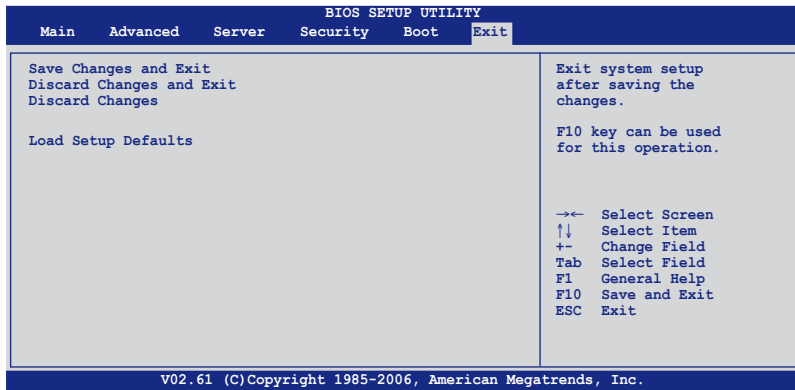 BIOS SETUP UTILITY
Main Advanced Server Security Boot Exit
Save Changes and Exit
Discard Changes and Exit
Discard Changes
Load Setup Defaults
Exit system setup
after saving the
changes.
F10 key can be used
for this operation.
→← Select Screen
↑↓ Select Item
+- Change Field
Tab Select Field
F1 General Help
F10 Save and Exit
ESC Exit
V02.61 (C)Copyright 1985-2006, American Megatrends, Inc.